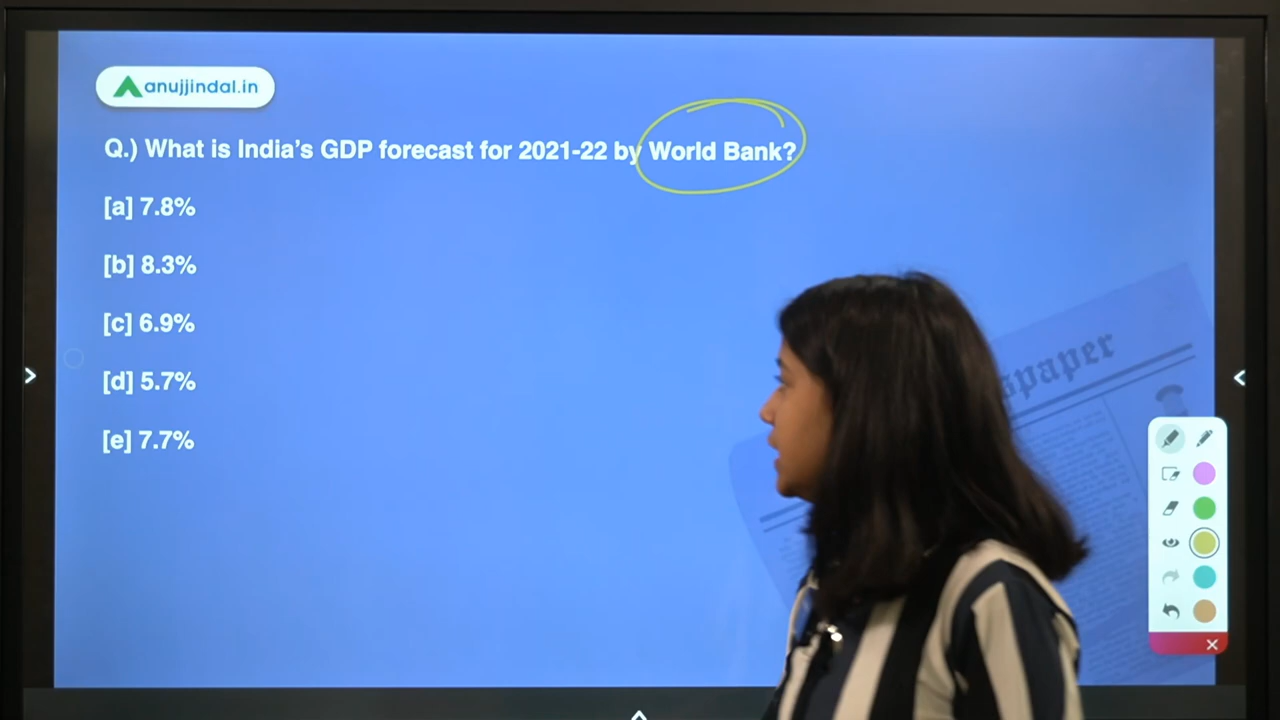 anujjindal.in
Q.) What is India's GDP forecast for 2021-22 by World Bank?
[a] 7.8%
[b] 8.3%
[c] 6.9%
[d] 5.7%
[e] 7.7%
spaper